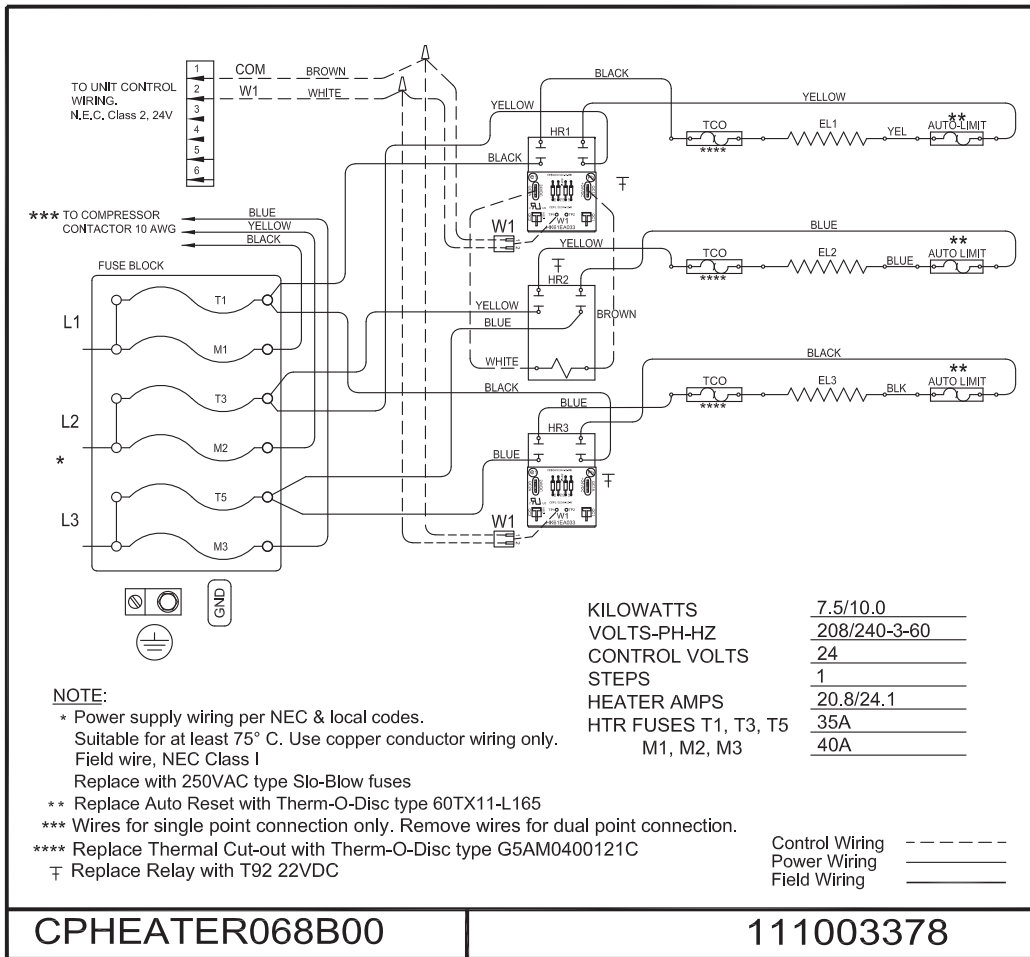 1
2
3
4
5
6
COM
BROWN
W1
WHITE
TO UNIT CONTROL
WIRING.
N.E.C. Class 2, 24V
*** TO COMPRESSOR
CONTACTOR 10 AWG
BLUE
YELLOW
BLACK
FUSE BLOCK
L1
T1
M1
L2
*
T3
M2
L3
T5
M3
GND
BLACK
YELLOW
YELLOW
BLACK
HR1
TCO
****
EL1
YEL
**
AUTO-LIMIT
W1
W1
HK61EA033
YELLOW
BLUE
HR2
TCO
****
EL2
BLUE
**
AUTO LIMIT
YELLOW
BLUE
BROWN
WHITE
BLACK
BLACK
BLUE
HR3
BLUE
TCO
****
EL3
BLK
**
AUTO LIMIT
W1
W1
HK61EA033
KILOWATTS 7.5/10.0
VOLTS-PH-HZ 208/240-3-60
CONTROL VOLTS 24
STEPS 1
HEATER AMPS 20.8/24.1
HTR FUSES T1, T3, T5 35A
M1, M2, M3 40A
NOTE:
* Power supply wiring per NEC & local codes.
Suitable for at least 75° C. Use copper conductor wiring only.
Field wire, NEC Class I
Replace with 250VAC type Slo-Blow fuses
** Replace Auto Reset with Therm-O-Disc type 60TX11-L165
*** Wires for single point connection only. Remove wires for dual point connection.
**** Replace Thermal Cut-out with Therm-O-Disc type G5AM0400121C
Replace Relay with T92 22VDC
Control Wiring
Power Wiring
Field Wiring
CPHEATER068B00
111003378